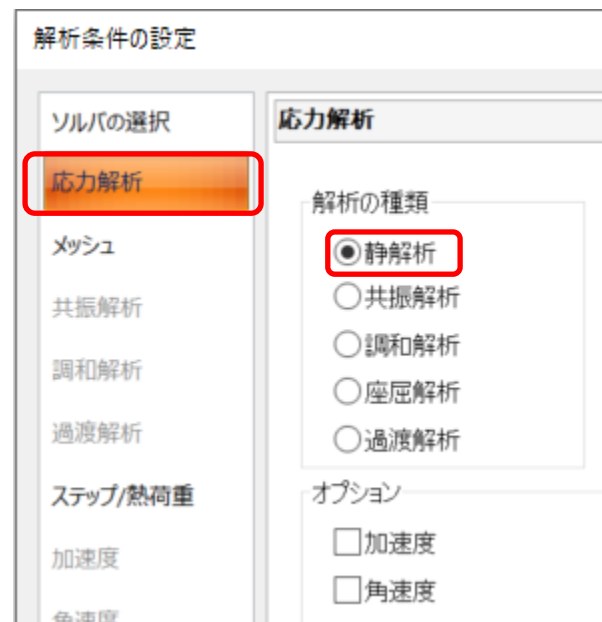 解析条件の設定
ソルバの選択
応力解析
メッシュ
共振解析
調和解析
過渡解析
ステップ/熱荷重
加速度
角速度
応力解析
解析の種類
静解析
共振解析
調和解析
座屈解析
過渡解析
オプション
加速度
角速度